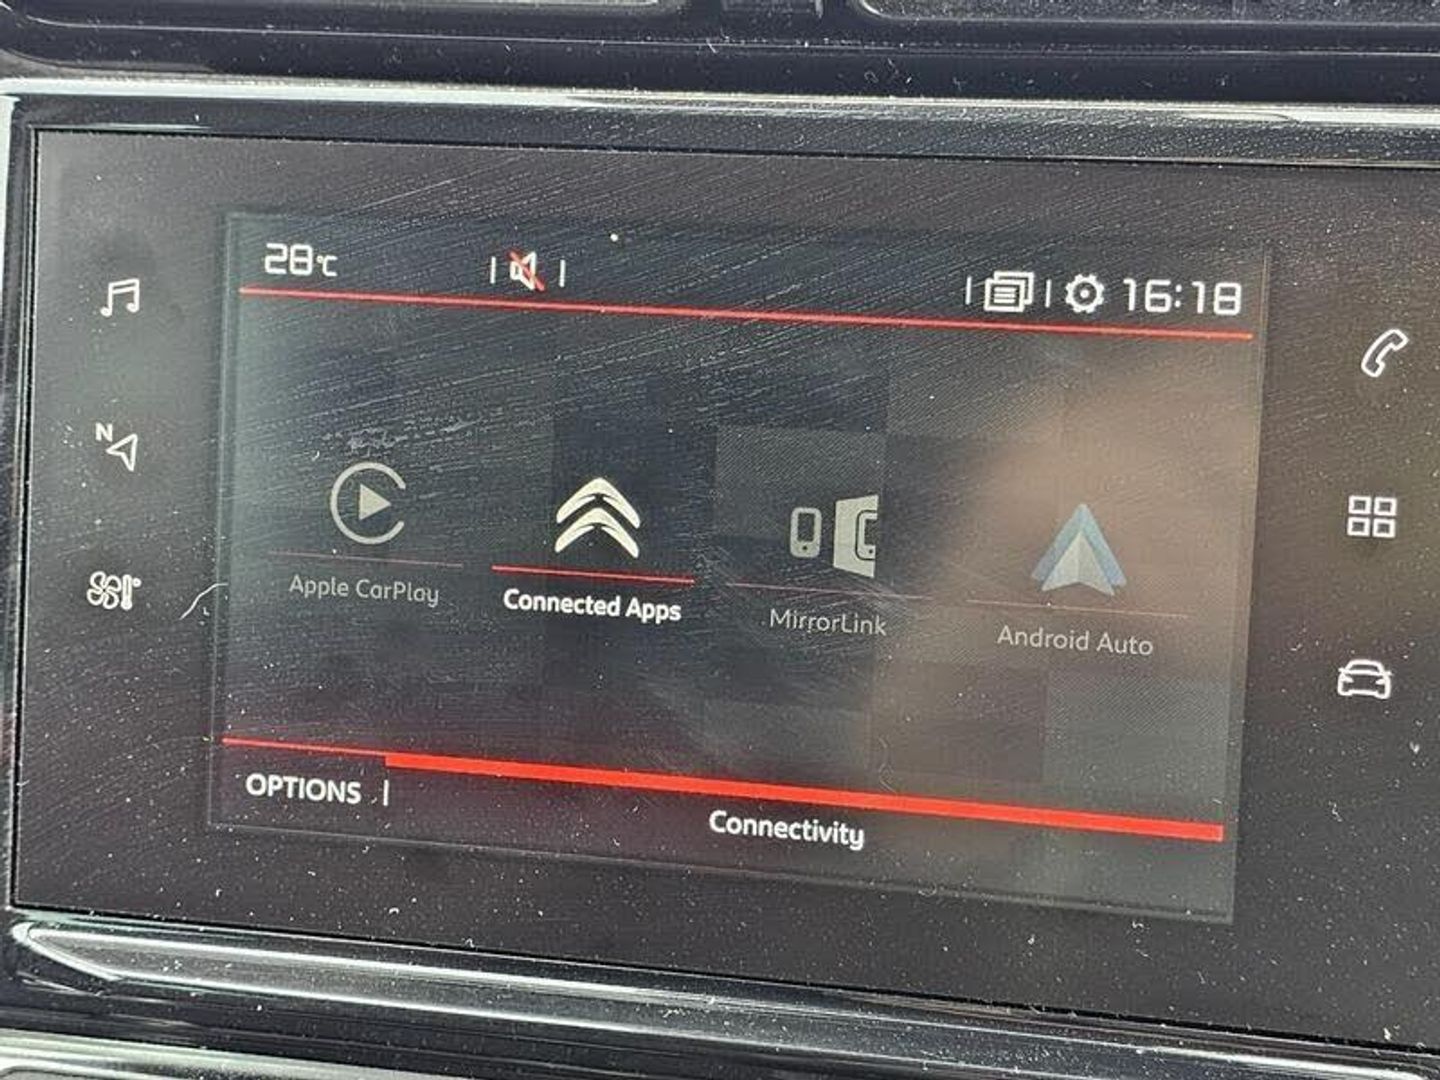 28°C
16:18
N
Apple CarPlay
Connected Apps
MirrorLink
Android Auto
OPTIONS
Connectivity